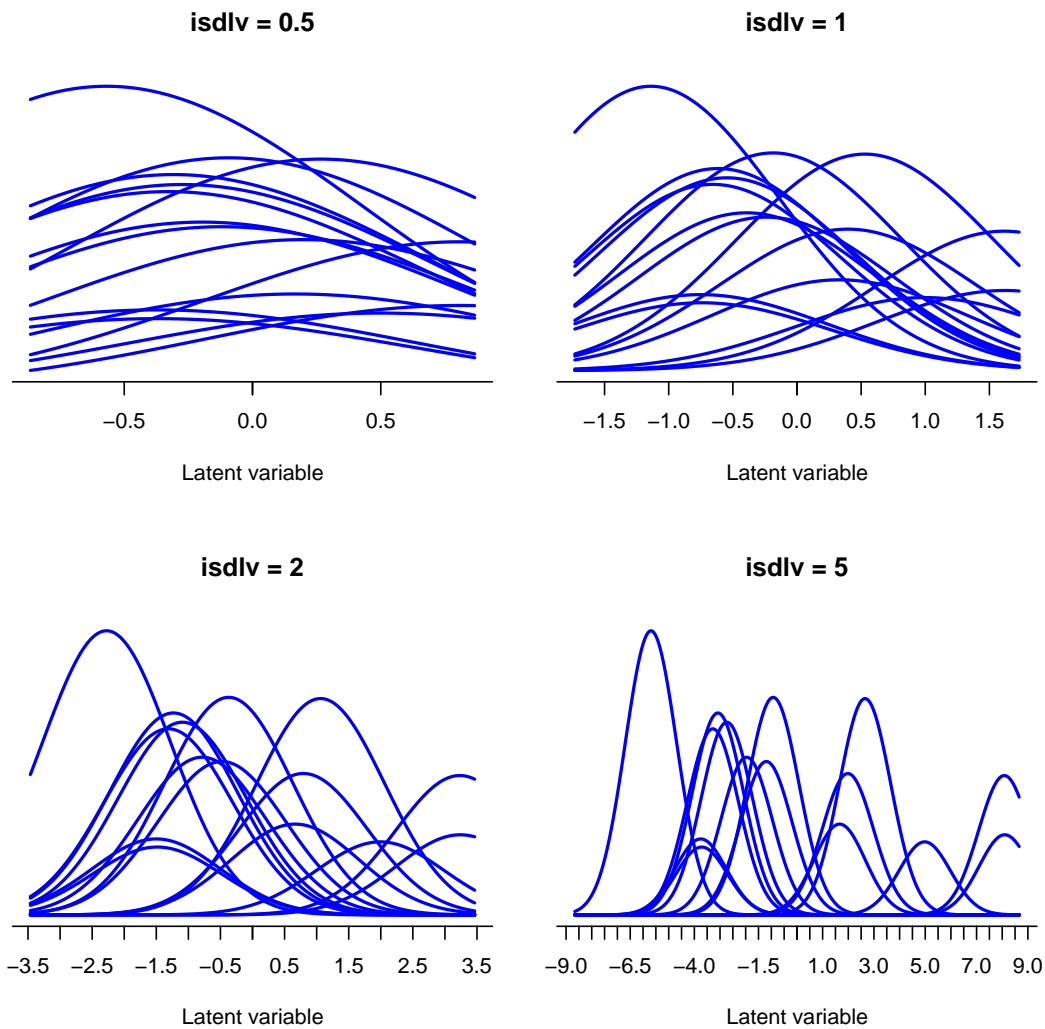 isdlv = 0.5
−0.5 0.0 0.5
Latent variable
isdlv = 1
−1.5 −1.0 −0.5 0.0 0.5 1.0 1.5
Latent variable
isdlv = 2
−3.5 −2.5 −1.5 −0.5 0.5 1.5 2.5 3.5
Latent variable
isdlv = 5
−9.0 −6.5 −4.0 −1.5 1.0 3.0 5.0 7.0 9.0
Latent variable